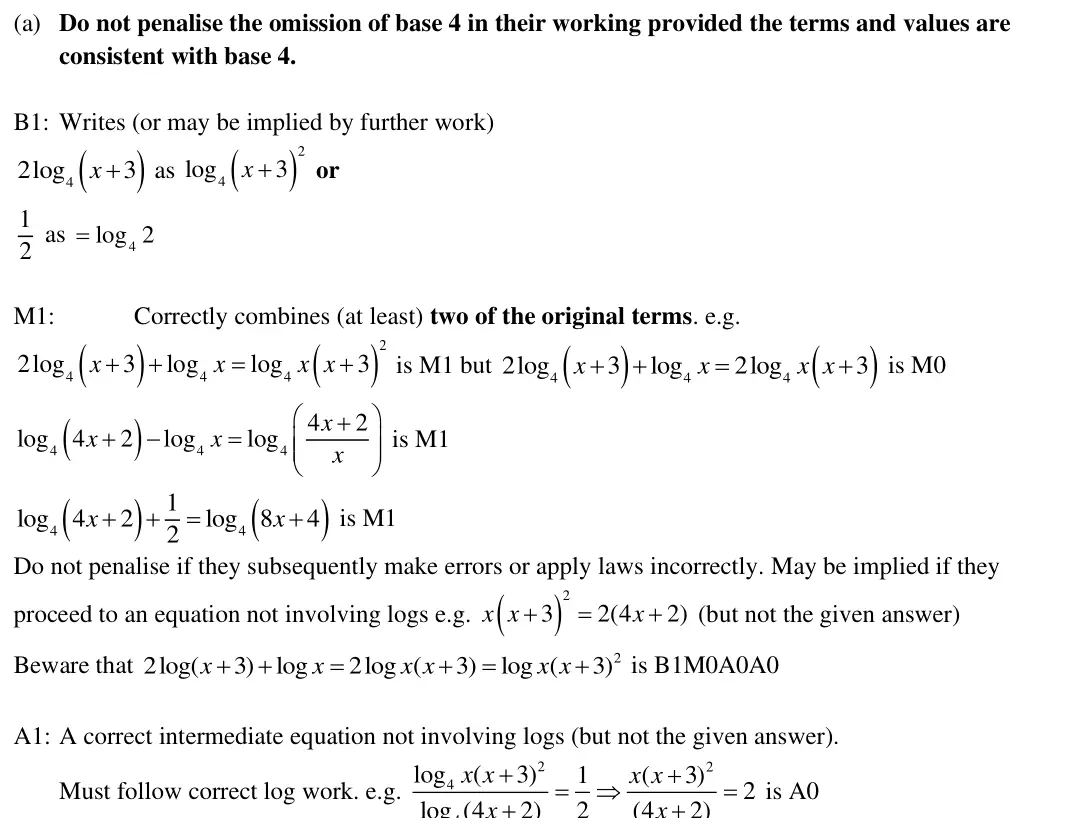 (a) Do not penalise the omission of base 4 in their working provided the terms and values are
consistent with base 4.
B1: Writes (or may be implied by further work)
2log₄(x+3) as log₄(x+3)² or
1/2 as = log₄ 2
M1: Correctly combines (at least) two of the original terms. e.g.
2log₄(x+3)+log₄ x = log₄ x(x+3)² is M1 but 2log₄(x+3)+log₄ x = 2log₄ x(x+3) is M0
log₄(4x+2)−log₄ x = log₄((4x+2)/x) is M1
log₄(4x+2)+1/2 = log₄(8x+4) is M1
Do not penalise if they subsequently make errors or apply laws incorrectly. May be implied if they
proceed to an equation not involving logs e.g. x(x+3)² = 2(4x+2) (but not the given answer)
Beware that 2log(x+3)+log x = 2log x(x+3) = log x(x+3)² is B1M0A0A0
A1: A correct intermediate equation not involving logs (but not the given answer).
Must follow correct log work. e.g. (log₄ x(x+3)²)/(log₄(4x+2)) = 1/2 ⇒ (x(x+3)²)/((4x+2)) = 2 is A0